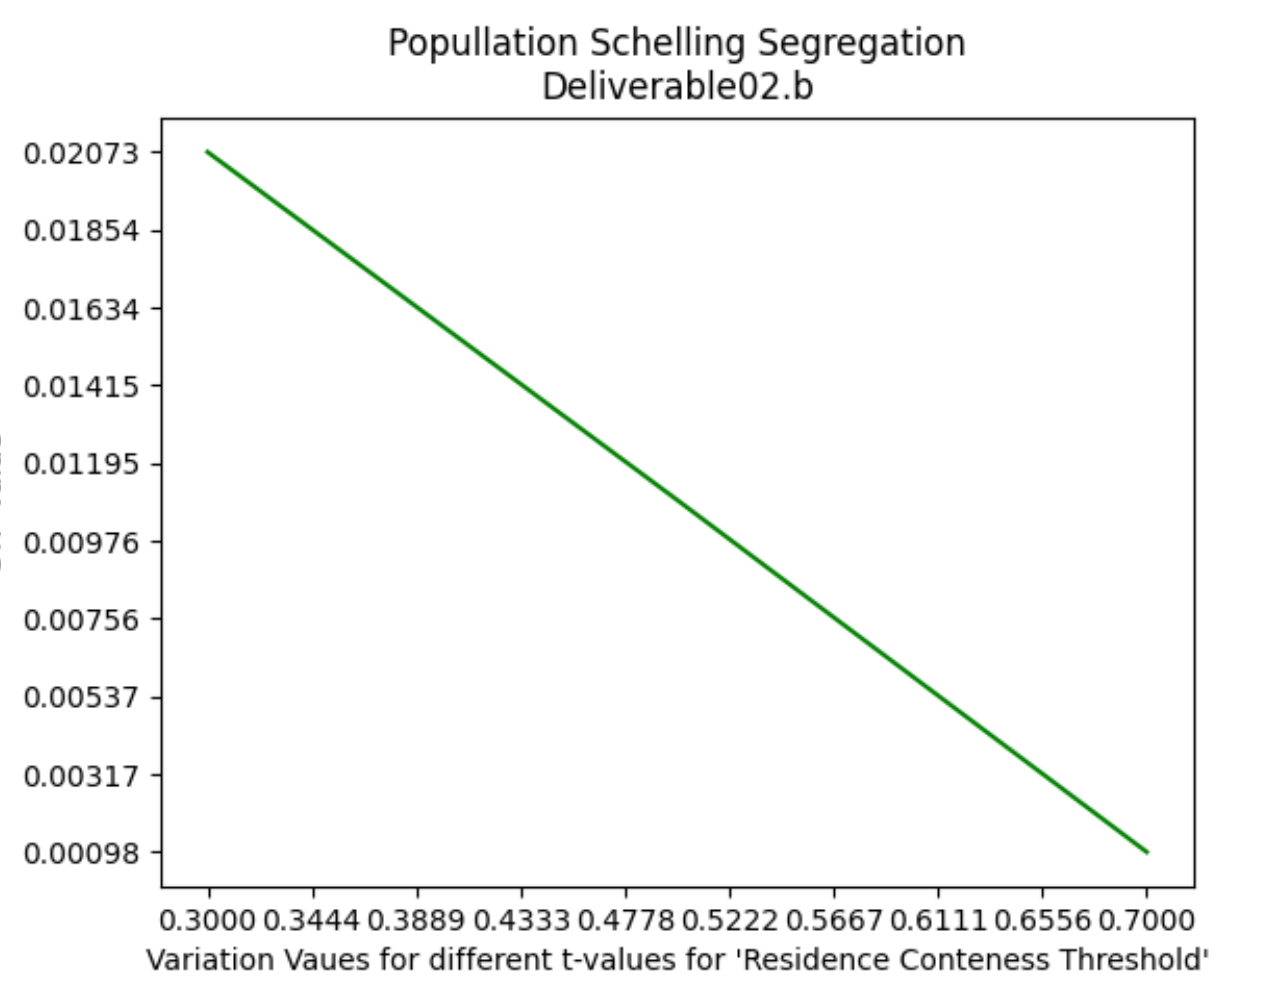 Popullation Schelling Segregation
Deliverable02.b
0.02073
0.01854
0.01634
0.01415
0.01195
0.00976
0.00756
0.00537
0.00317
0.00098
0.3000 0.3444 0.3889 0.4333 0.4778 0.5222 0.5667 0.6111 0.6556 0.7000
Variation Vaues for different t-values for 'Residence Conteness Threshold'